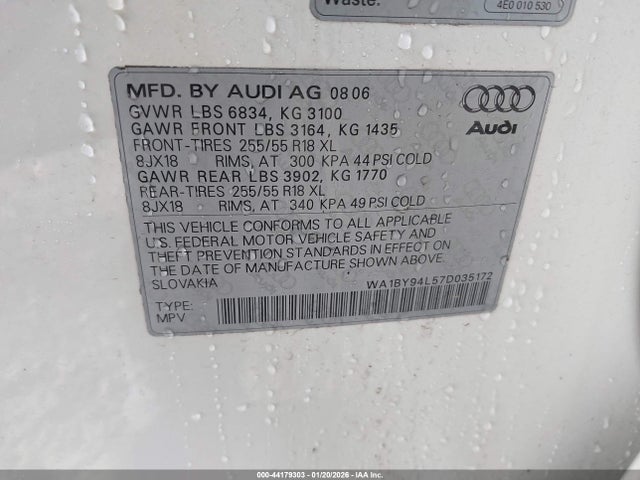 Waste:
4E0 010 530
MFD. BY AUDI AG 08 06
GVWR LBS 6834, KG 3100
GAWR FRONT LBS 3164, KG 1435
FRONT-TIRES 255/55 R18 XL
8JX18 RIMS, AT 300 KPA 44 PSI COLD
GAWR REAR LBS 3902, KG 1770
REAR-TIRES 255/55 R18 XL
8JX18 RIMS, AT 340 KPA 49 PSI COLD
Audi
THIS VEHICLE CONFORMS TO ALL APPLICABLE
U.S. FEDERAL MOTOR VEHICLE SAFETY AND
THEFT PREVENTION STANDARDS IN EFFECT ON
THE DATE OF MANUFACTURE SHOWN ABOVE.
SLOVAKIA
WA1BY94L57D035172
TYPE:
MPV
000-44179303 - 01/20/2026 - IAA Inc.